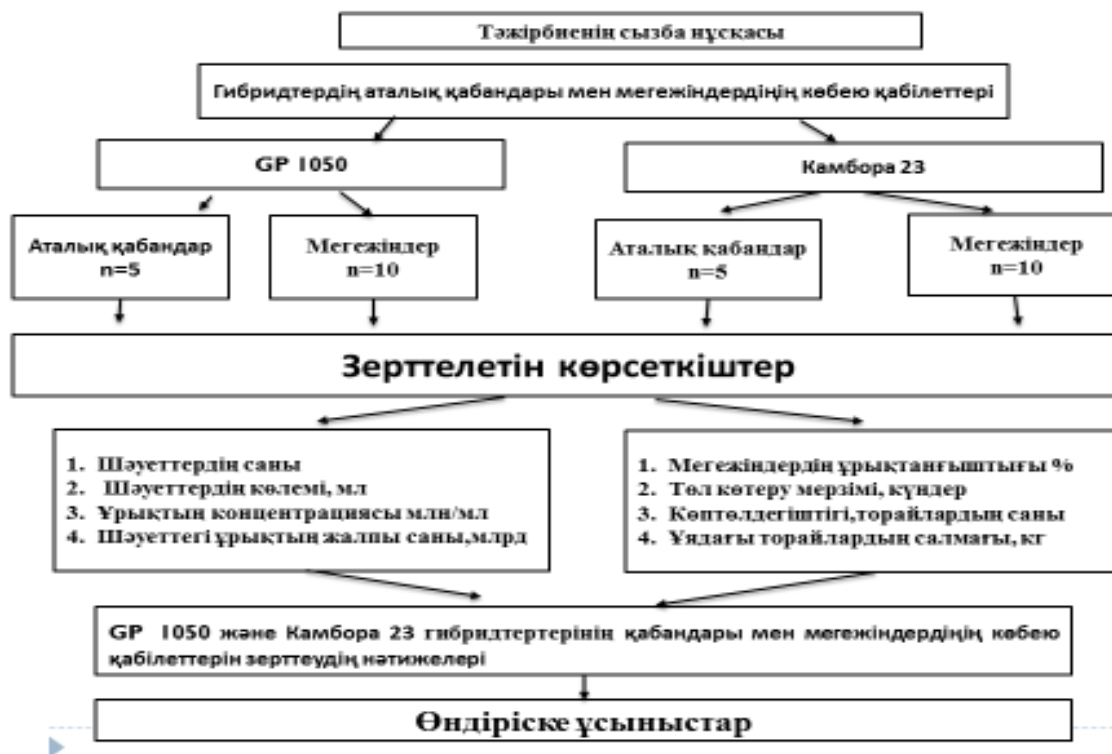 Тәжірбиенің сызба нұскасы
Гибридтердің аталық қабандары мен мегежіндердінің көбею қабілеттері
GP 1050
Камбора 23
Аталық қабандар
n=5
Мегежіндер
n=10
Аталық қабандар
n=5
Мегежіндер
n=10
Зерттелетін көрсеткіштер
1. Шәуеттердің саны
2. Шәуеттердің көлемі, мл
3. Ұрықтың концентрациясы млн/мл
4. Шәуеттегі ұрықтың жалпы саны,млрд
1. Мегежіндердің ұрықтанғыштығы %
2. Төл көтеру мерзімі, күндер
3. Көптөлдегіштігі,торайлардың саны
4. Ұядағы торайлардың салмағы, кг
GP 1050 және Камбора 23 гибридтертерінің қабандары мен мегежіндердіңің көбею
қабілеттерін зерттеудің нәтижелері
Өндіріске ұсыныстар